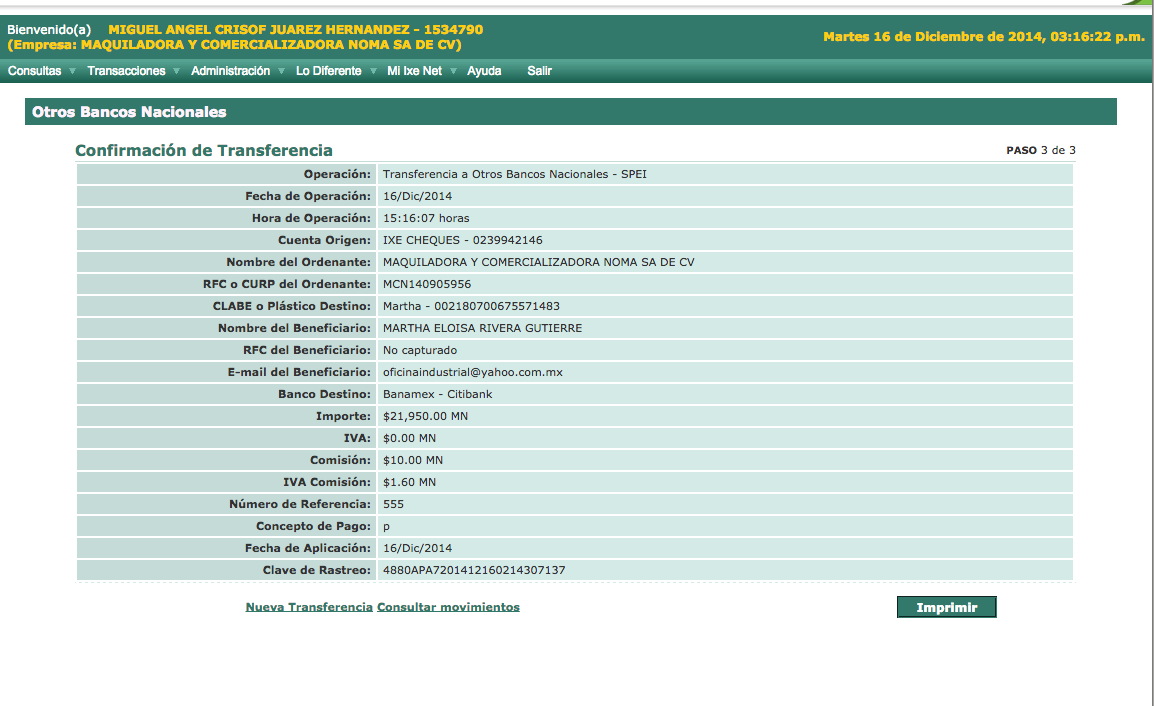 Bienvenido(a) MIGUEL ANGEL CRISOF JUAREZ HERNANDEZ - 1534790
(Empresa: MAQUILADORA Y COMERCIALIZADORA NOMA SA DE CV)
Martes 16 de Diciembre de 2014, 03:16:22 p.m.
Consultas Transacciones Administración Lo Diferente Mi Ixe Net Ayuda Salir
Otros Bancos Nacionales
Confirmación de Transferencia PASO 3 de 3
Operación: Transferencia a Otros Bancos Nacionales - SPEI
Fecha de Operación: 16/Dic/2014
Hora de Operación: 15:16:07 horas
Cuenta Origen: IXE CHEQUES - 0239942146
Nombre del Ordenante: MAQUILADORA Y COMERCIALIZADORA NOMA SA DE CV
RFC o CURP del Ordenante: MCN140905956
CLABE o Plástico Destino: Martha - 002180700675571483
Nombre del Beneficiario: MARTHA ELOISA RIVERA GUTIERRE
RFC del Beneficiario: No capturado
E-mail del Beneficiario: oficinaindustrial@yahoo.com.mx
Banco Destino: Banamex - Citibank
Importe: $21,950.00 MN
IVA: $0.00 MN
Comisión: $10.00 MN
IVA Comisión: $1.60 MN
Número de Referencia: 555
Concepto de Pago: p
Fecha de Aplicación: 16/Dic/2014
Clave de Rastreo: 4880APA7201412160214307137
Nueva Transferencia Consultar movimientos Imprimir